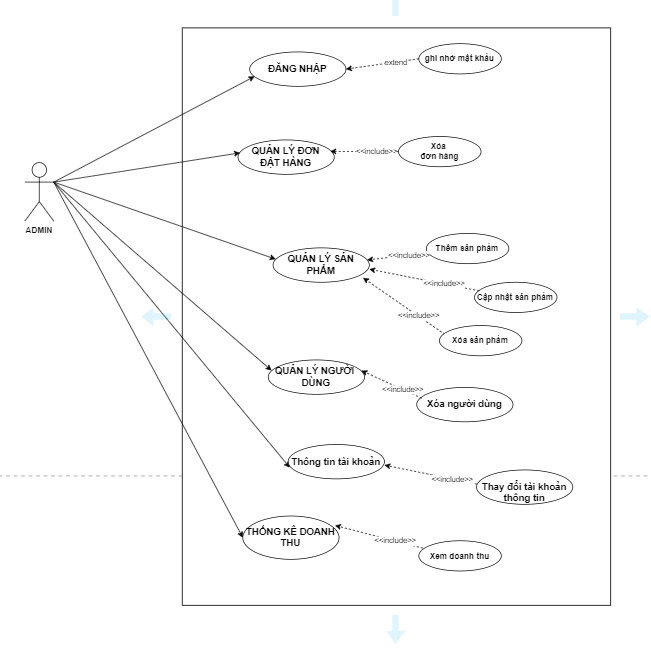 ĐĂNG NHẬP
extend
ghi nhớ mật khẩu
QUẢN LÝ ĐƠN
ĐẶT HÀNG
<<include>>
Xóa
đơn hàng
ADMIN
QUẢN LÝ SẢN
PHẨM
<<include>>
Thêm sản phẩm
<<include>>
Cập nhật sản phẩm
<<include>>
Xóa sản phẩm
QUẢN LÝ NGƯỜI
DÙNG
<<include>>
Xóa người dùng
Thông tin tài khoản
<<include>>
Thay đổi tài khoản
thông tin
THỐNG KÊ DOANH
THU
<<include>>
Xem doanh thu